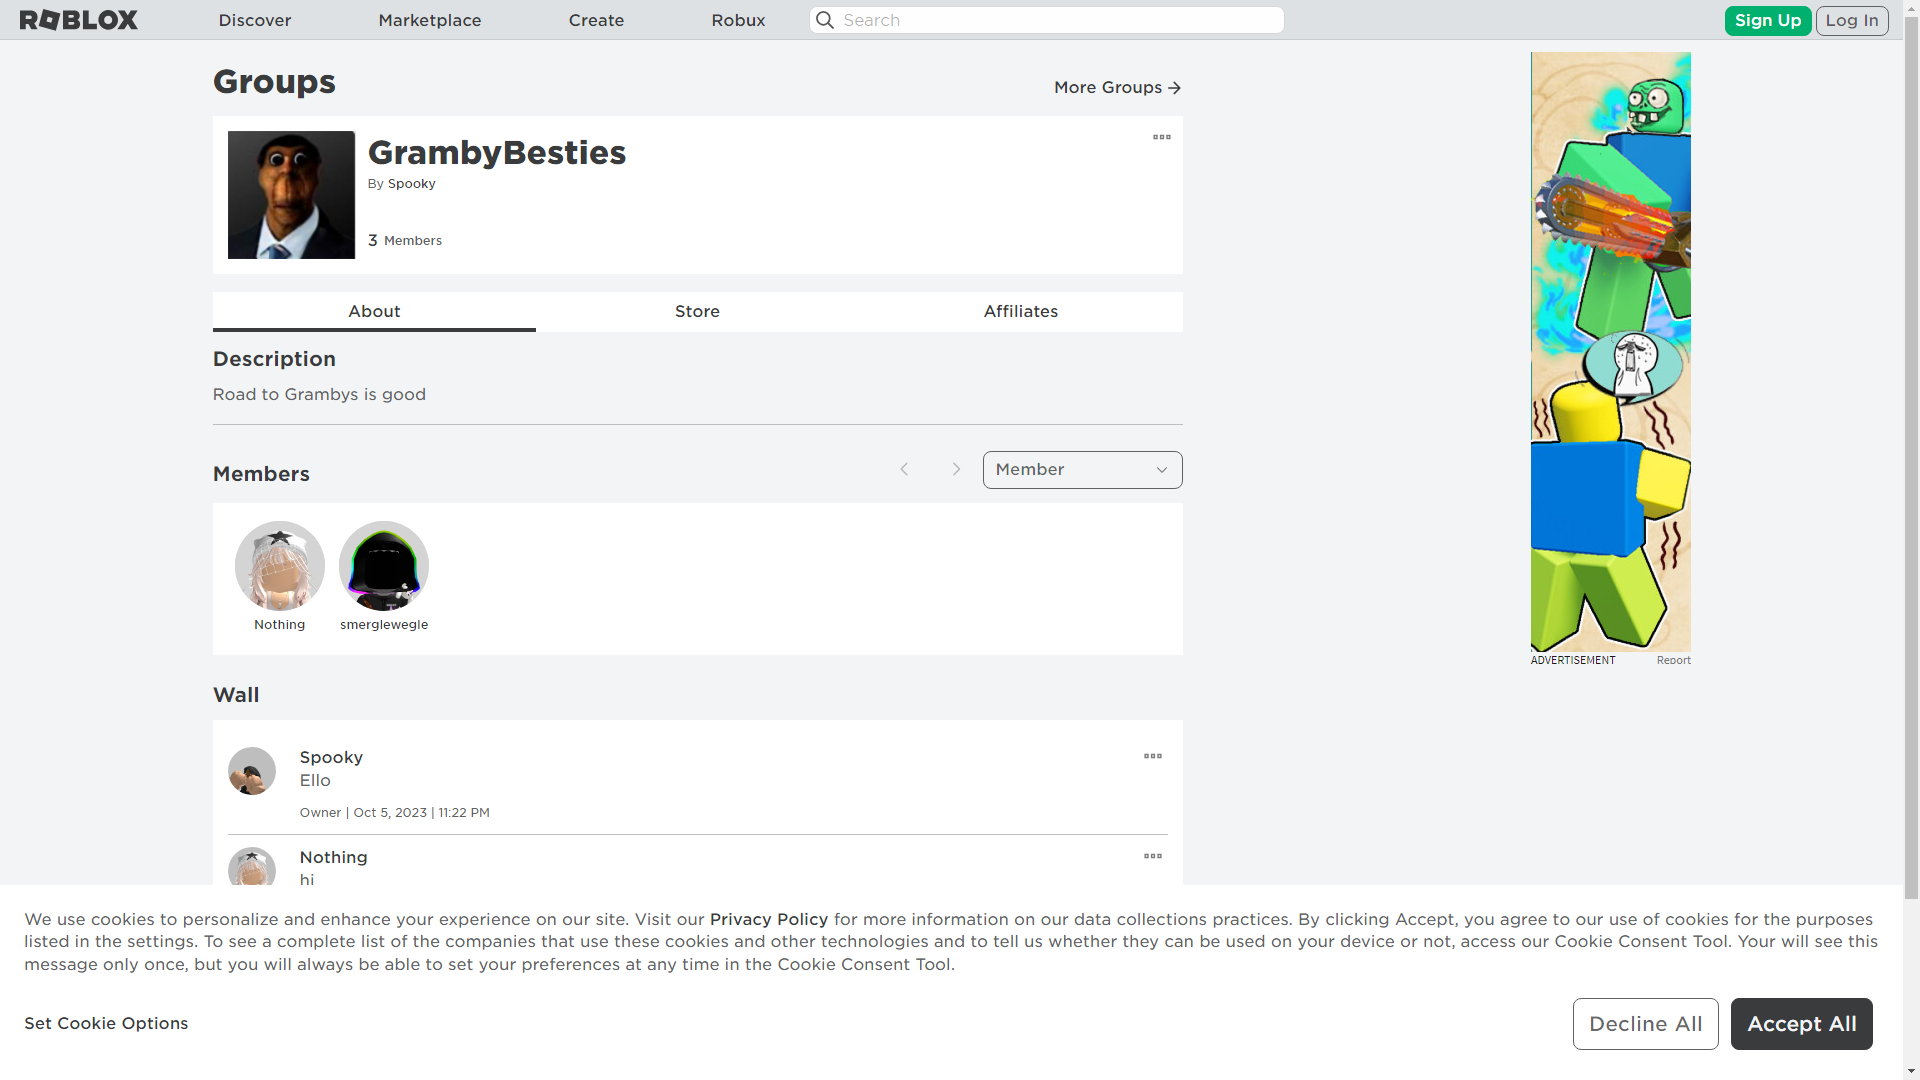 ROBLOX
Discover
Marketplace
Create
Robux
Search
Sign Up
Log In
Groups
More Groups
GrambyBesties
By Spooky
3 Members
About
Store
Affiliates
Description
Road to Grambys is good
Members
Member
Nothing
smerglewegle
Wall
Spooky
Ello
Owner | Oct 5, 2023 | 11:22 PM
Nothing
hi
ADVERTISEMENT
Report
We use cookies to personalize and enhance your experience on our site. Visit our Privacy Policy for more information on our data collections practices. By clicking Accept, you agree to our use of cookies for the purposes
listed in the settings. To see a complete list of the companies that use these cookies and other technologies and to tell us whether they can be used on your device or not, access our Cookie Consent Tool. Your will see this
message only once, but you will always be able to set your preferences at any time in the Cookie Consent Tool.
Set Cookie Options
Decline All
Accept All